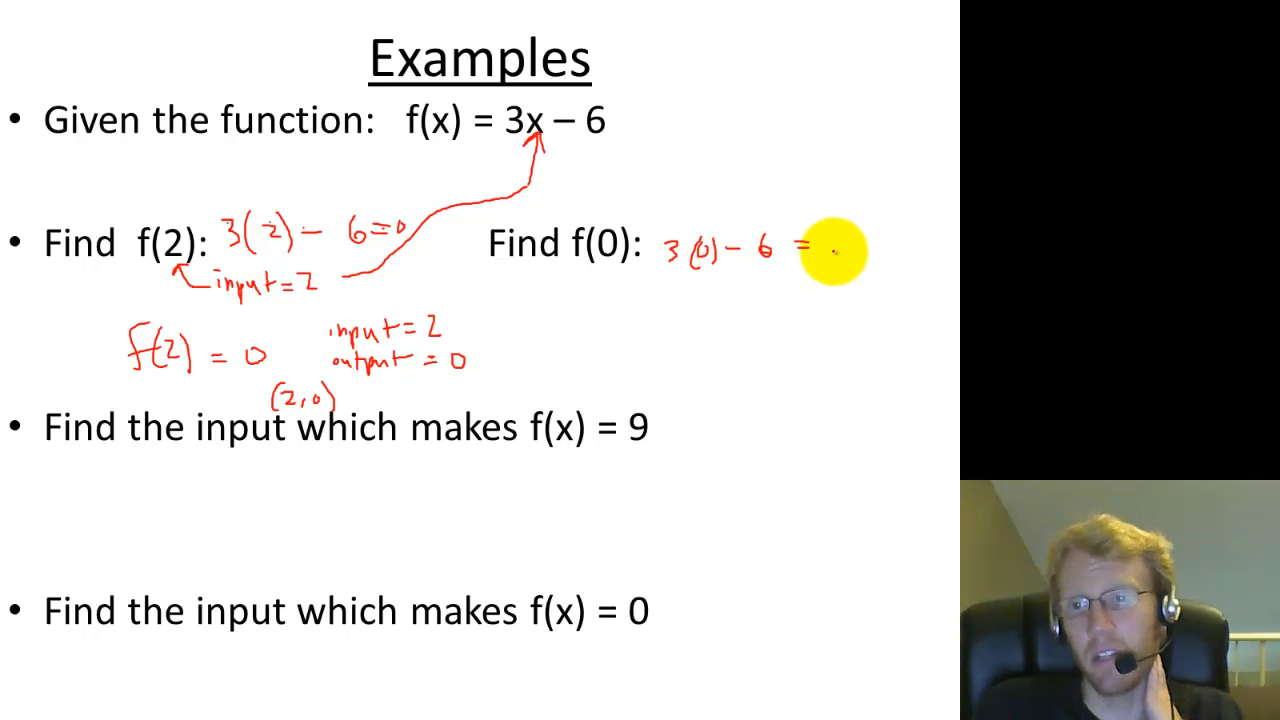 Examples
• Given the function: f(x) = 3x – 6
• Find f(2): 3(2) - 6 = 0 Find f(0): 3(0) - 6 =
input = 2
f(2) = 0 input = 2
output = 0
(2,0)
• Find the input which makes f(x) = 9
• Find the input which makes f(x) = 0